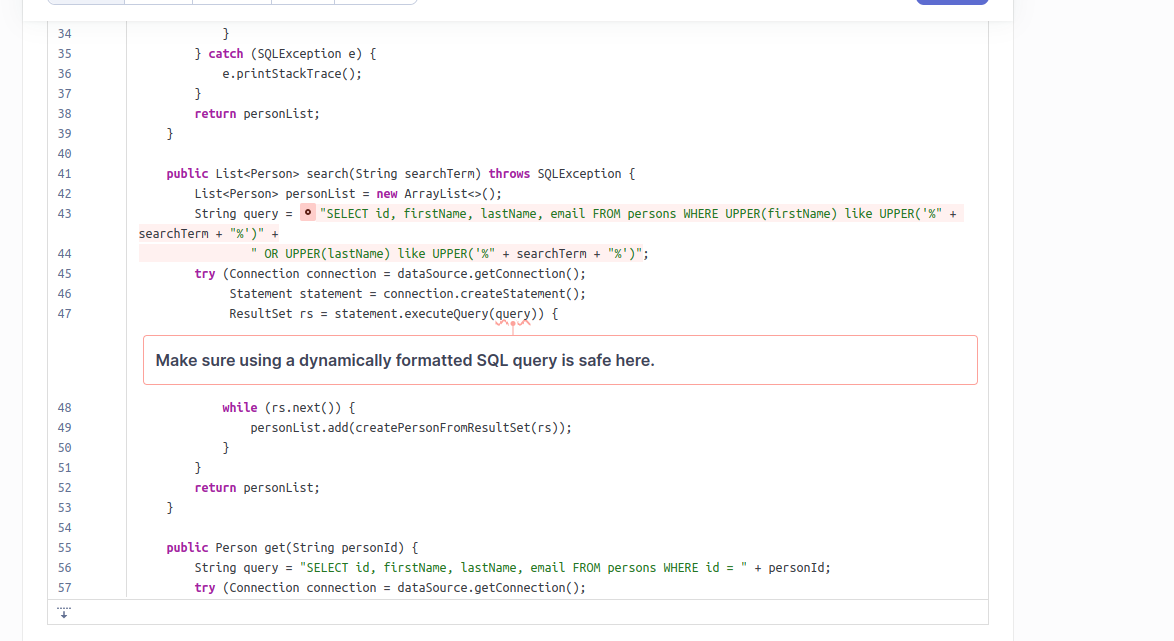 34                     }
35                 } catch (SQLException e) {
36                     e.printStackTrace();
37                 }
38                 return personList;
39             }
40
41             public List<Person> search(String searchTerm) throws SQLException {
42                 List<Person> personList = new ArrayList<>();
43                 String query = "SELECT id, firstName, lastName, email FROM persons WHERE UPPER(firstName) like UPPER('%" +
searchTerm + "%')" +
44                         " OR UPPER(lastName) like UPPER('%" + searchTerm + "%')";
45                 try (Connection connection = dataSource.getConnection();
46                      Statement statement = connection.createStatement();
47                      ResultSet rs = statement.executeQuery(query)) {
Make sure using a dynamically formatted SQL query is safe here.
48                     while (rs.next()) {
49                         personList.add(createPersonFromResultSet(rs));
50                     }
51                 }
52                 return personList;
53             }
54
55             public Person get(String personId) {
56                 String query = "SELECT id, firstName, lastName, email FROM persons WHERE id = " + personId;
57                 try (Connection connection = dataSource.getConnection();